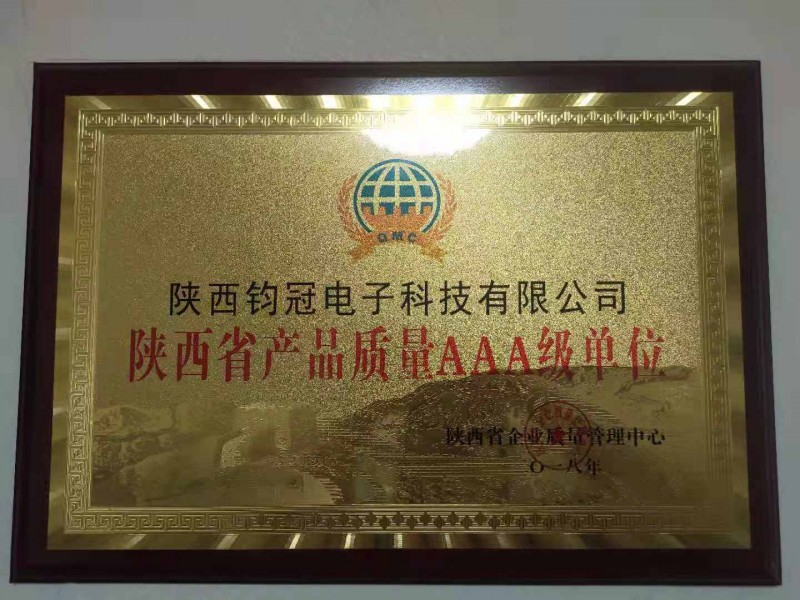 QMC
陕西钧冠电子科技有限公司
陕西省产品质量AAA级单位
陕西省企业质量管理中心
〇一八年